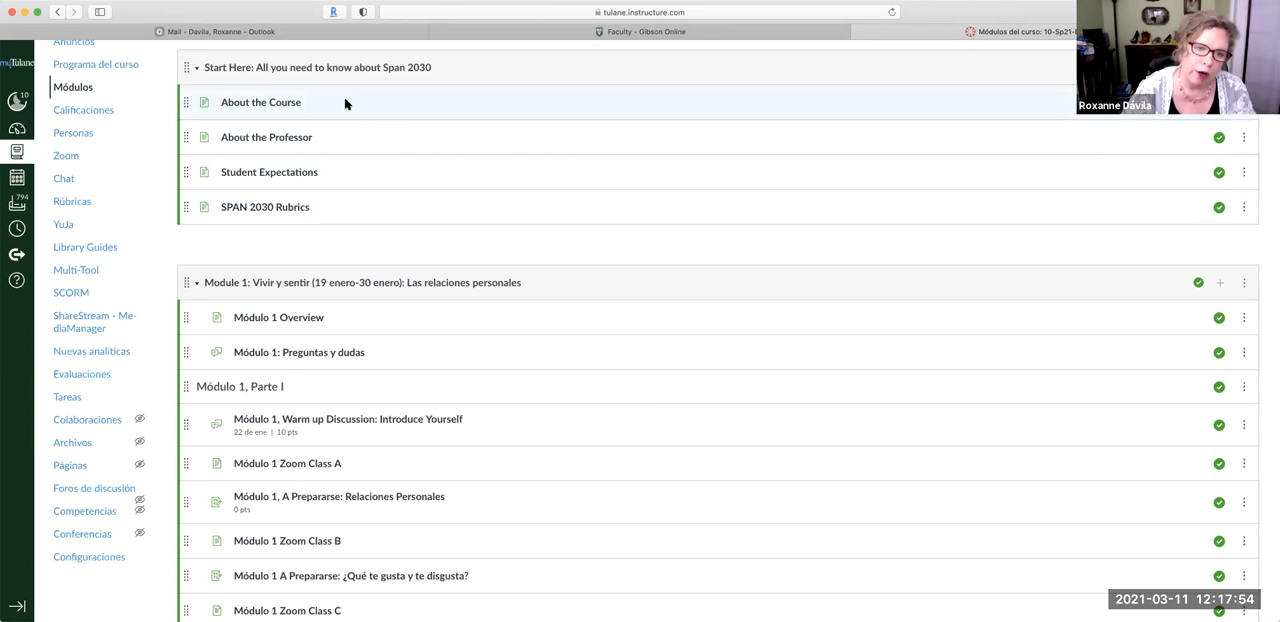 tulane.instructure.com
Mail - Davila, Roxanne - Outlook
Faculty - Gibson Online
Módulos del curso: 10-Sp21-
Roxanne Dávila
myTulane
10
794
Anuncios
Programa del curso
Módulos
Calificaciones
Personas
Zoom
Chat
Rúbricas
YuJa
Library Guides
Multi-Tool
SCORM
ShareStream - Me-
diaManager
Nuevas analíticas
Evaluaciones
Tareas
Colaboraciones
Archivos
Páginas
Foros de discusión
Competencias
Conferencias
Configuraciones
Start Here: All you need to know about Span 2030
About the Course
About the Professor
Student Expectations
SPAN 2030 Rubrics
Module 1: Vivir y sentir (19 enero-30 enero): Las relaciones personales
Módulo 1 Overview
Módulo 1: Preguntas y dudas
Módulo 1, Parte I
Módulo 1, Warm up Discussion: Introduce Yourself
22 de ene | 10 pts
Módulo 1 Zoom Class A
Módulo 1, A Prepararse: Relaciones Personales
0 pts
Módulo 1 Zoom Class B
Módulo 1 A Prepararse: ¿Qué te gusta y te disgusta?
Módulo 1 Zoom Class C
2021-03-11 12:17:54